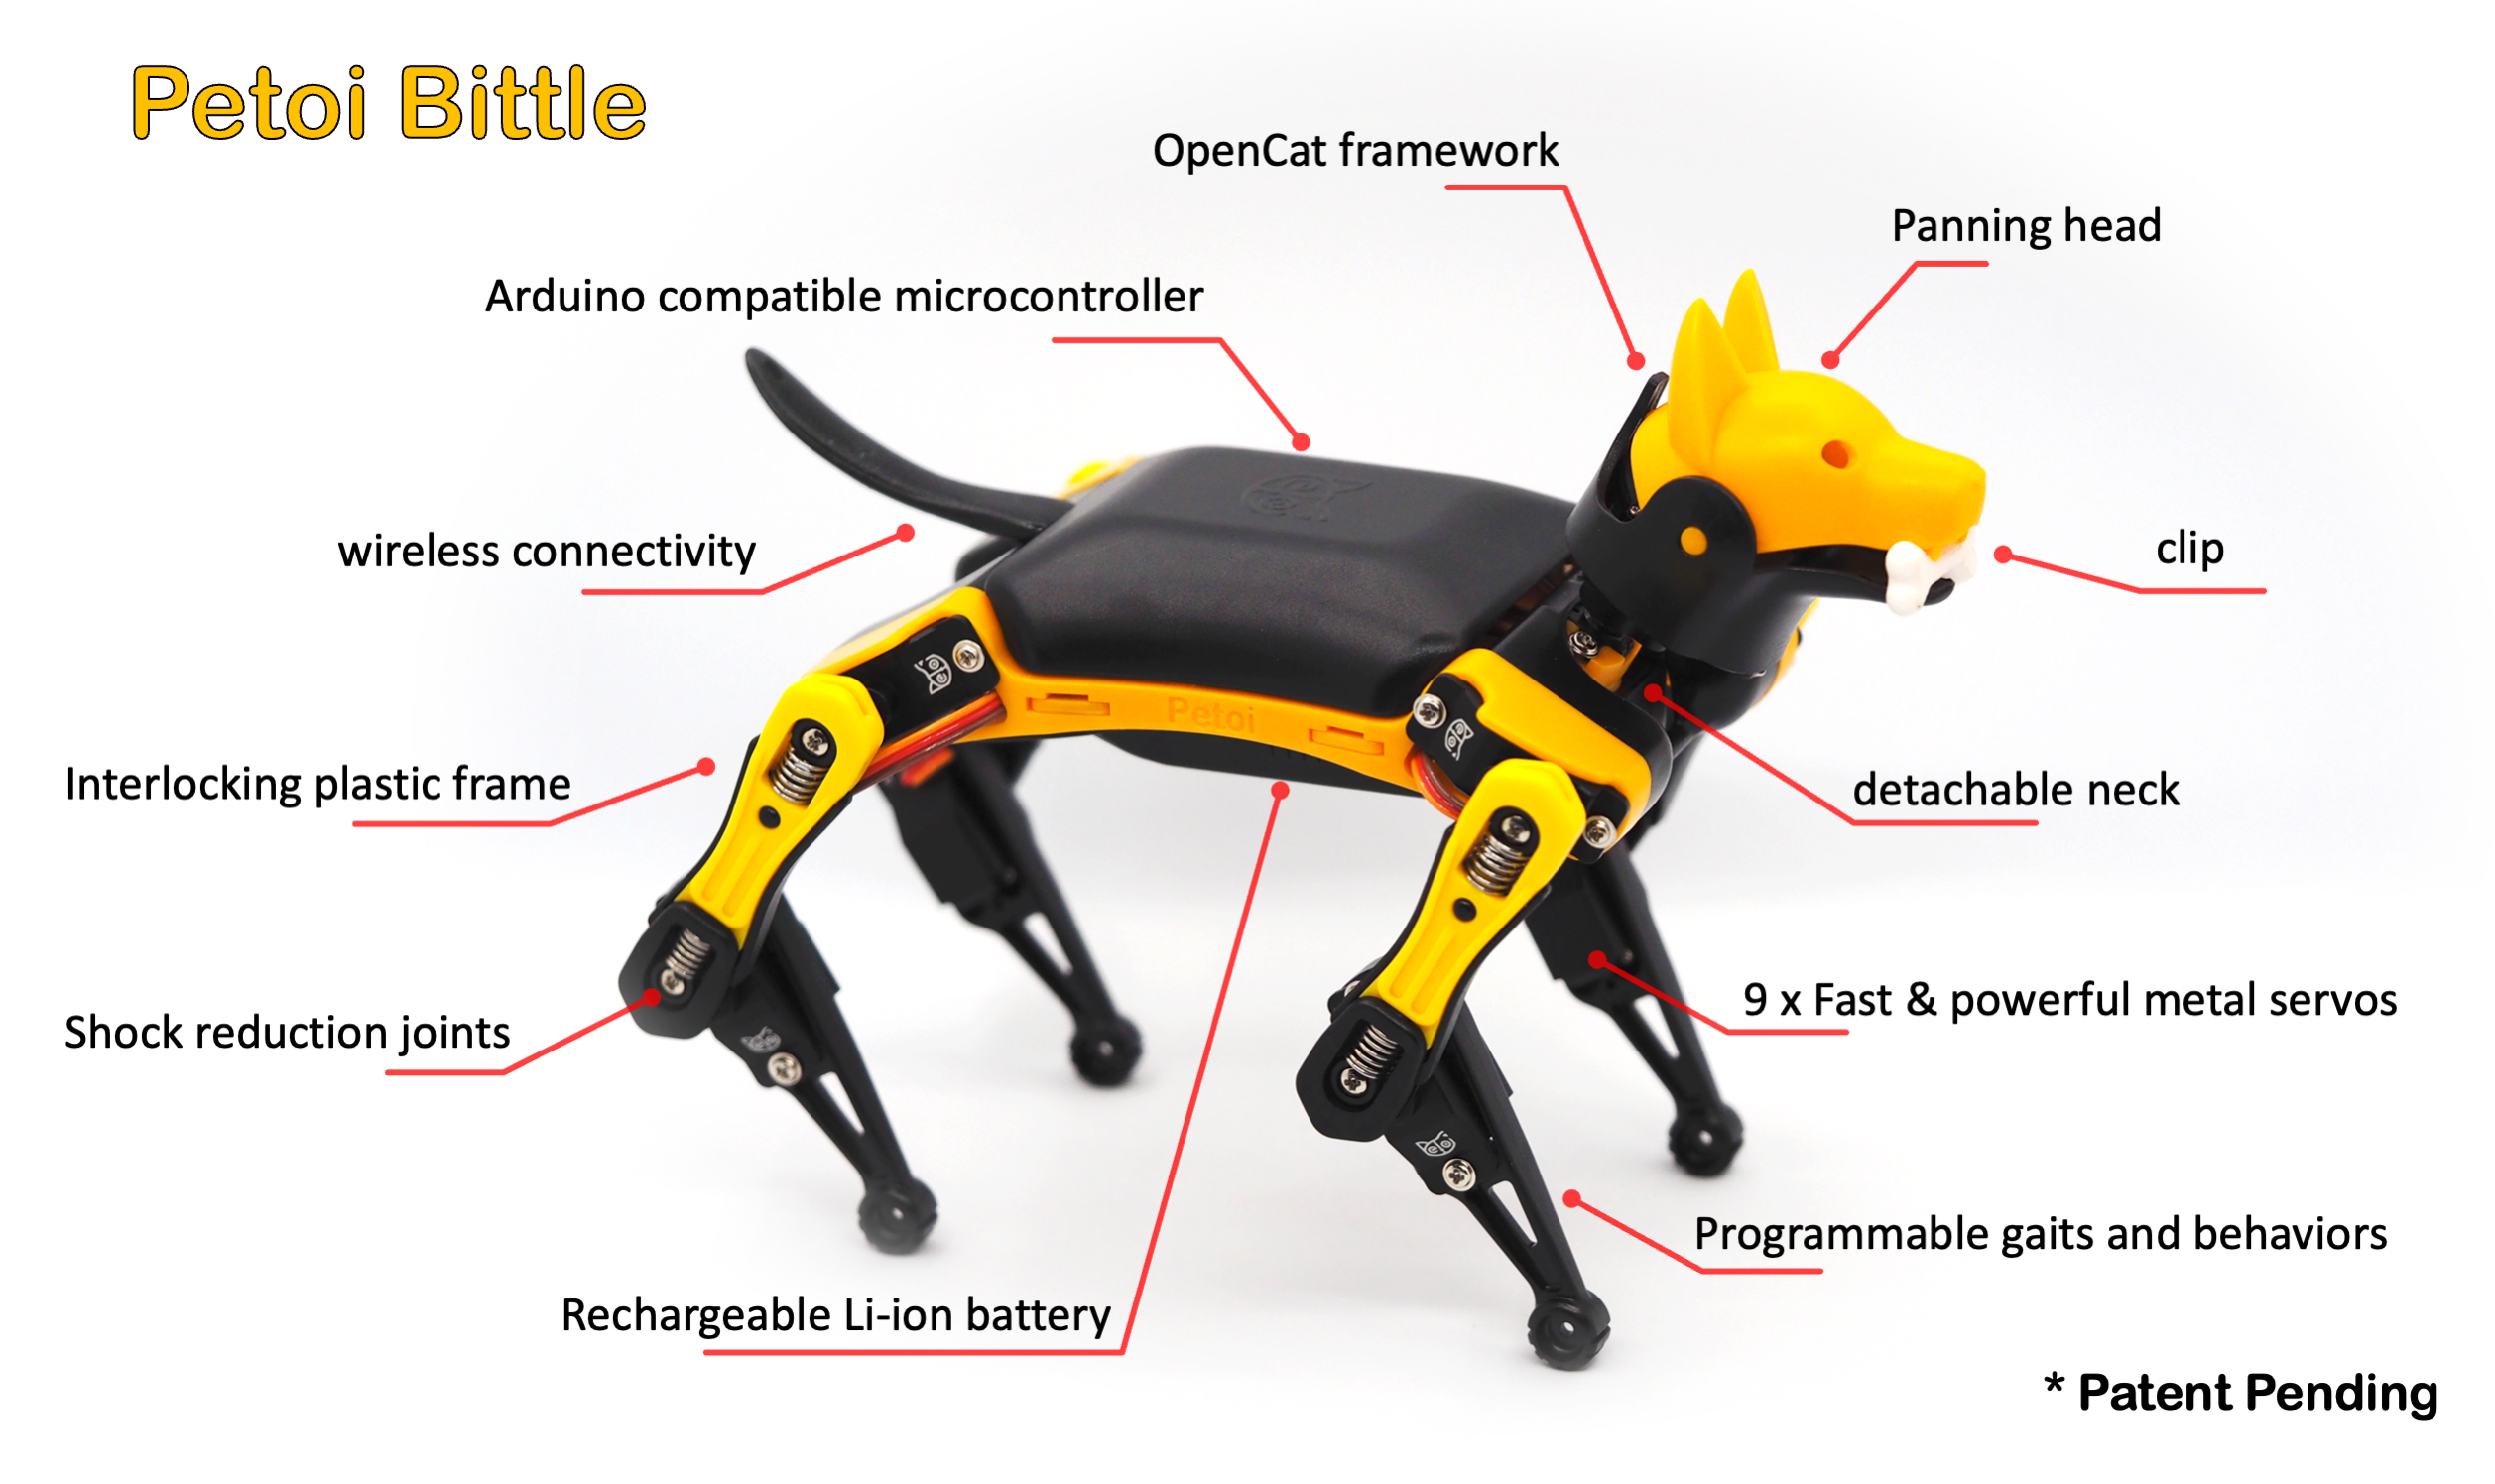 Petoi Bittle
OpenCat framework
Panning head
Arduino compatible microcontroller
wireless connectivity
clip
Petoi
Interlocking plastic frame
detachable neck
9 x Fast & powerful metal servos
Shock reduction joints
Programmable gaits and behaviors
Rechargeable Li-ion battery
* Patent Pending